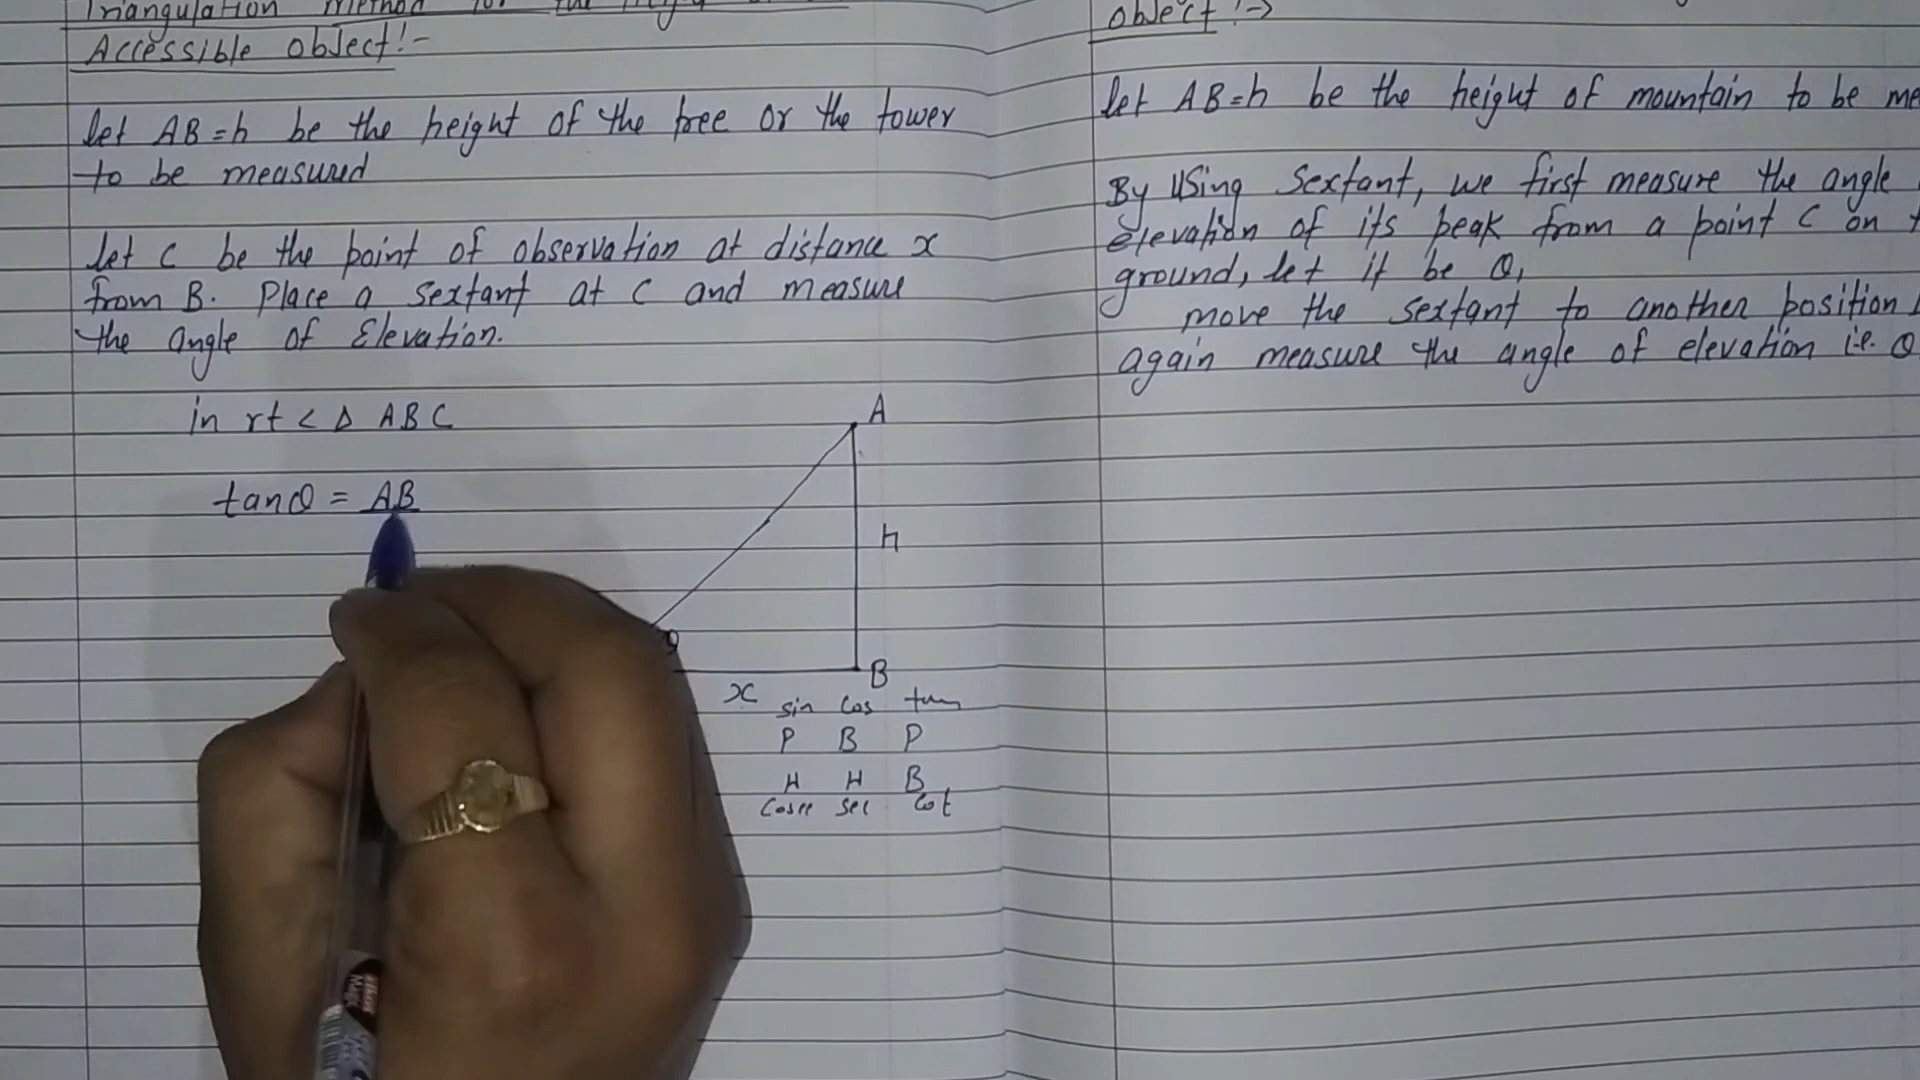 Triangulation Method for the
Accessible object:-
let AB=h be the height of the tree or the tower
to be measured
let C be the point of observation at distance x
from B. Place a sextant at C and measure
the angle of Elevation.
in rt < Δ ABC
tanθ = AB
A
h
θ
B
x
sin Cos tan
P B P
H H B
Cosec sec Cot
object:->
let AB=h be the height of mountain to be
By Using Sextant, we first measure the angle
elevation of its peak from a point C on
ground, let it be θ,
move the sextant to another position
again measure the angle of elevation i.e. θ